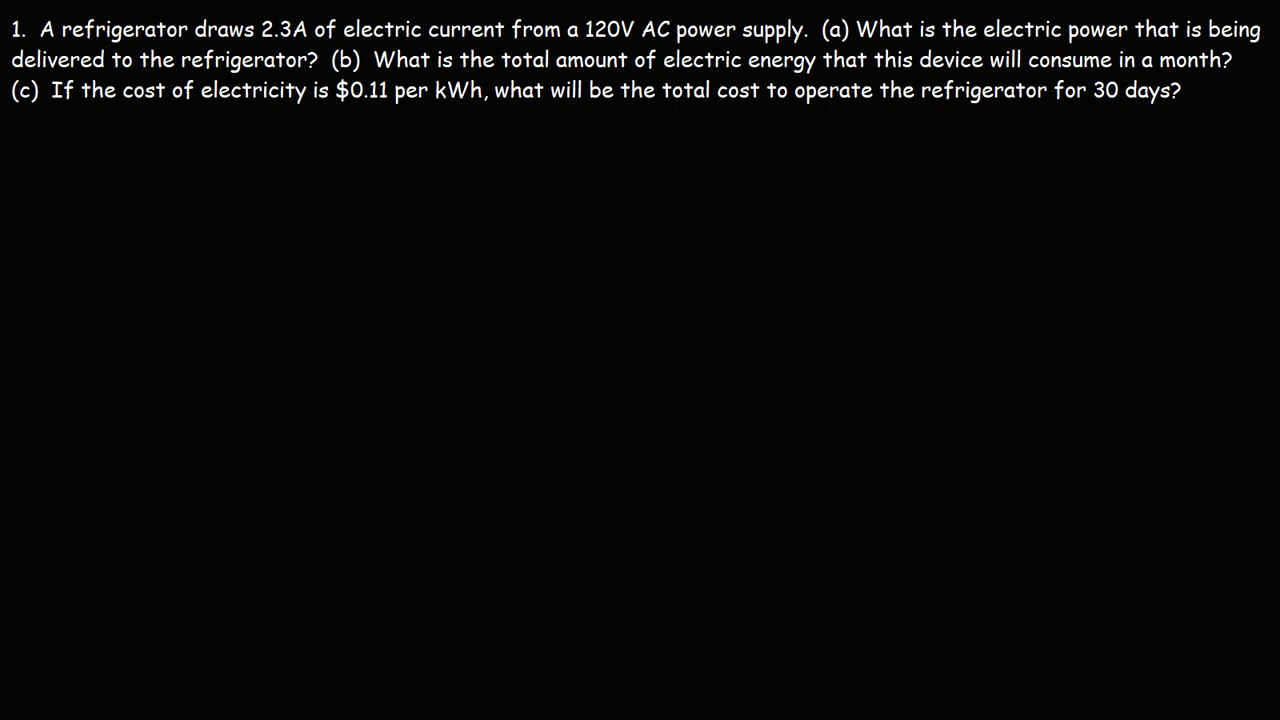 1.  A refrigerator draws 2.3A of electric current from a 120V AC power supply.  (a) What is the electric power that is being
delivered to the refrigerator?  (b)  What is the total amount of electric energy that this device will consume in a month?
(c)  If the cost of electricity is $0.11 per kWh, what will be the total cost to operate the refrigerator for 30 days?